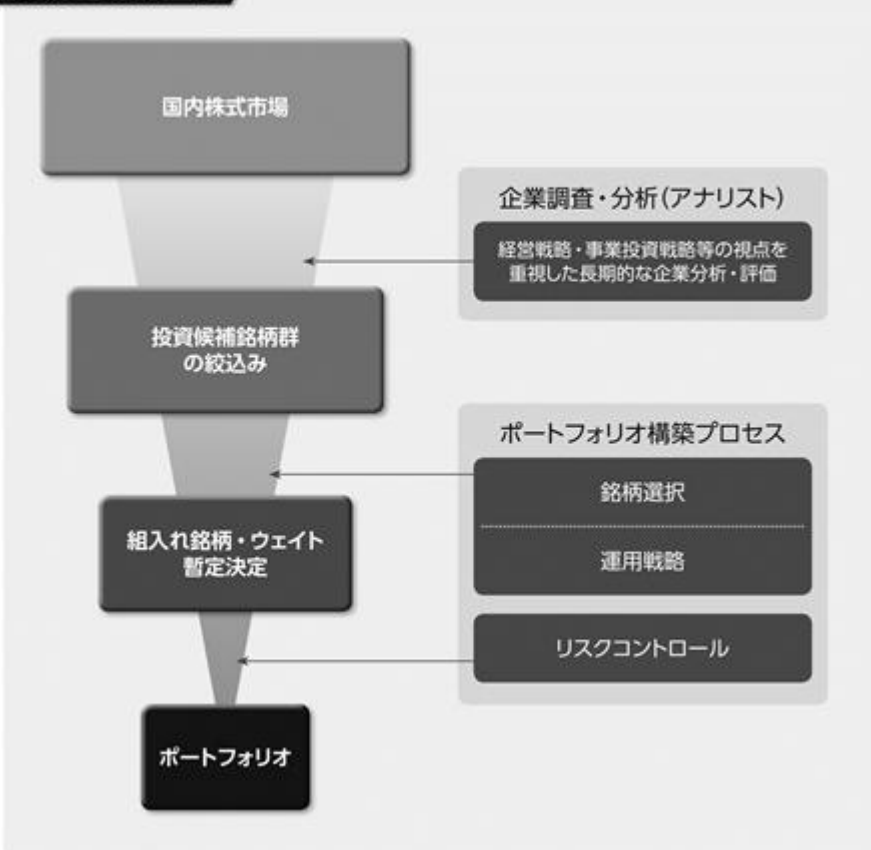 国内株式市場
企業調査・分析(アナリスト)
経営戦略・事業投資戦略等の視点を
重視した長期的な企業分析・評価
投資候補銘柄群
の絞込み
ポートフォリオ構築プロセス
銘柄選択
運用戦略
組入れ銘柄・ウェイト
暫定決定
リスクコントロール
ポートフォリオ